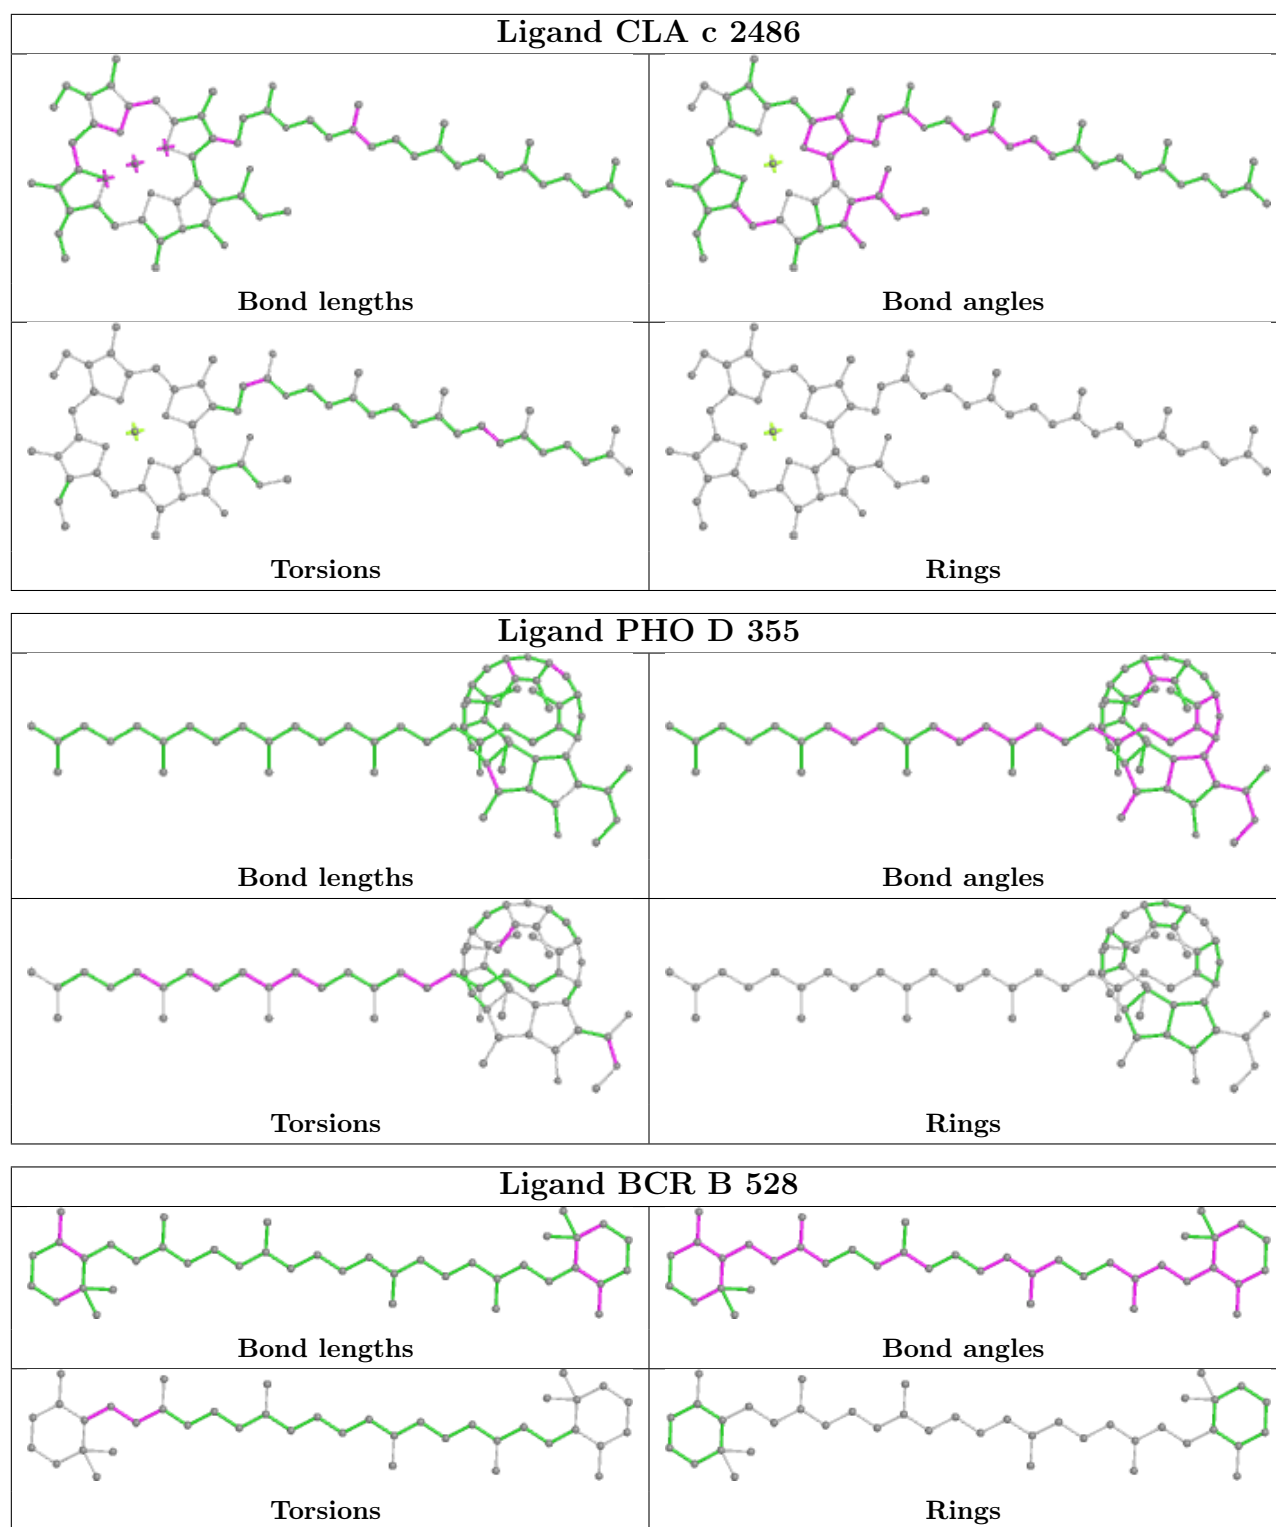 Ligand CLA c 2486
Bond lengths
Bond angles
Torsions
Rings
Ligand PHO D 355
Bond lengths
Bond angles
Torsions
Rings
Ligand BCR B 528
Bond lengths
Bond angles
Torsions
Rings